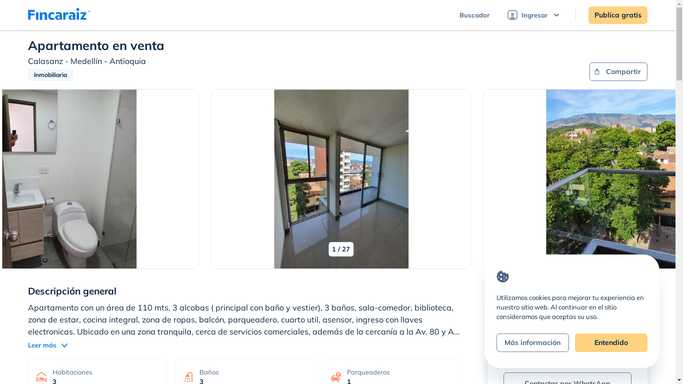 Fincaraiz
Buscador
Ingresar
Publica gratis
Apartamento en venta
Calasanz - Medellín - Antioquia
Inmobiliaria
Compartir
1 / 27
Descripción general
Apartamento con un área de 110 mts, 3 alcobas ( principal con baño y vestier), 3 baños, sala-comedor, biblioteca,
zona de estar, cocina integral, zona de ropas, balcón, parqueadero, cuarto util, asensor, ingreso con llaves
electronicas. Ubicado en una zona tranquila, cerca de servicios comerciales, además de la cercanía a la Av. 80 y A...
Leer más
Habitaciones
3
Baños
3
Parqueaderos
1
Utilizamos cookies para mejorar tu experiencia en
nuestro sitio web. Al continuar en el sitio
consideramos que aceptas su uso.
Más información
Entendido
Contactar por WhatsApp